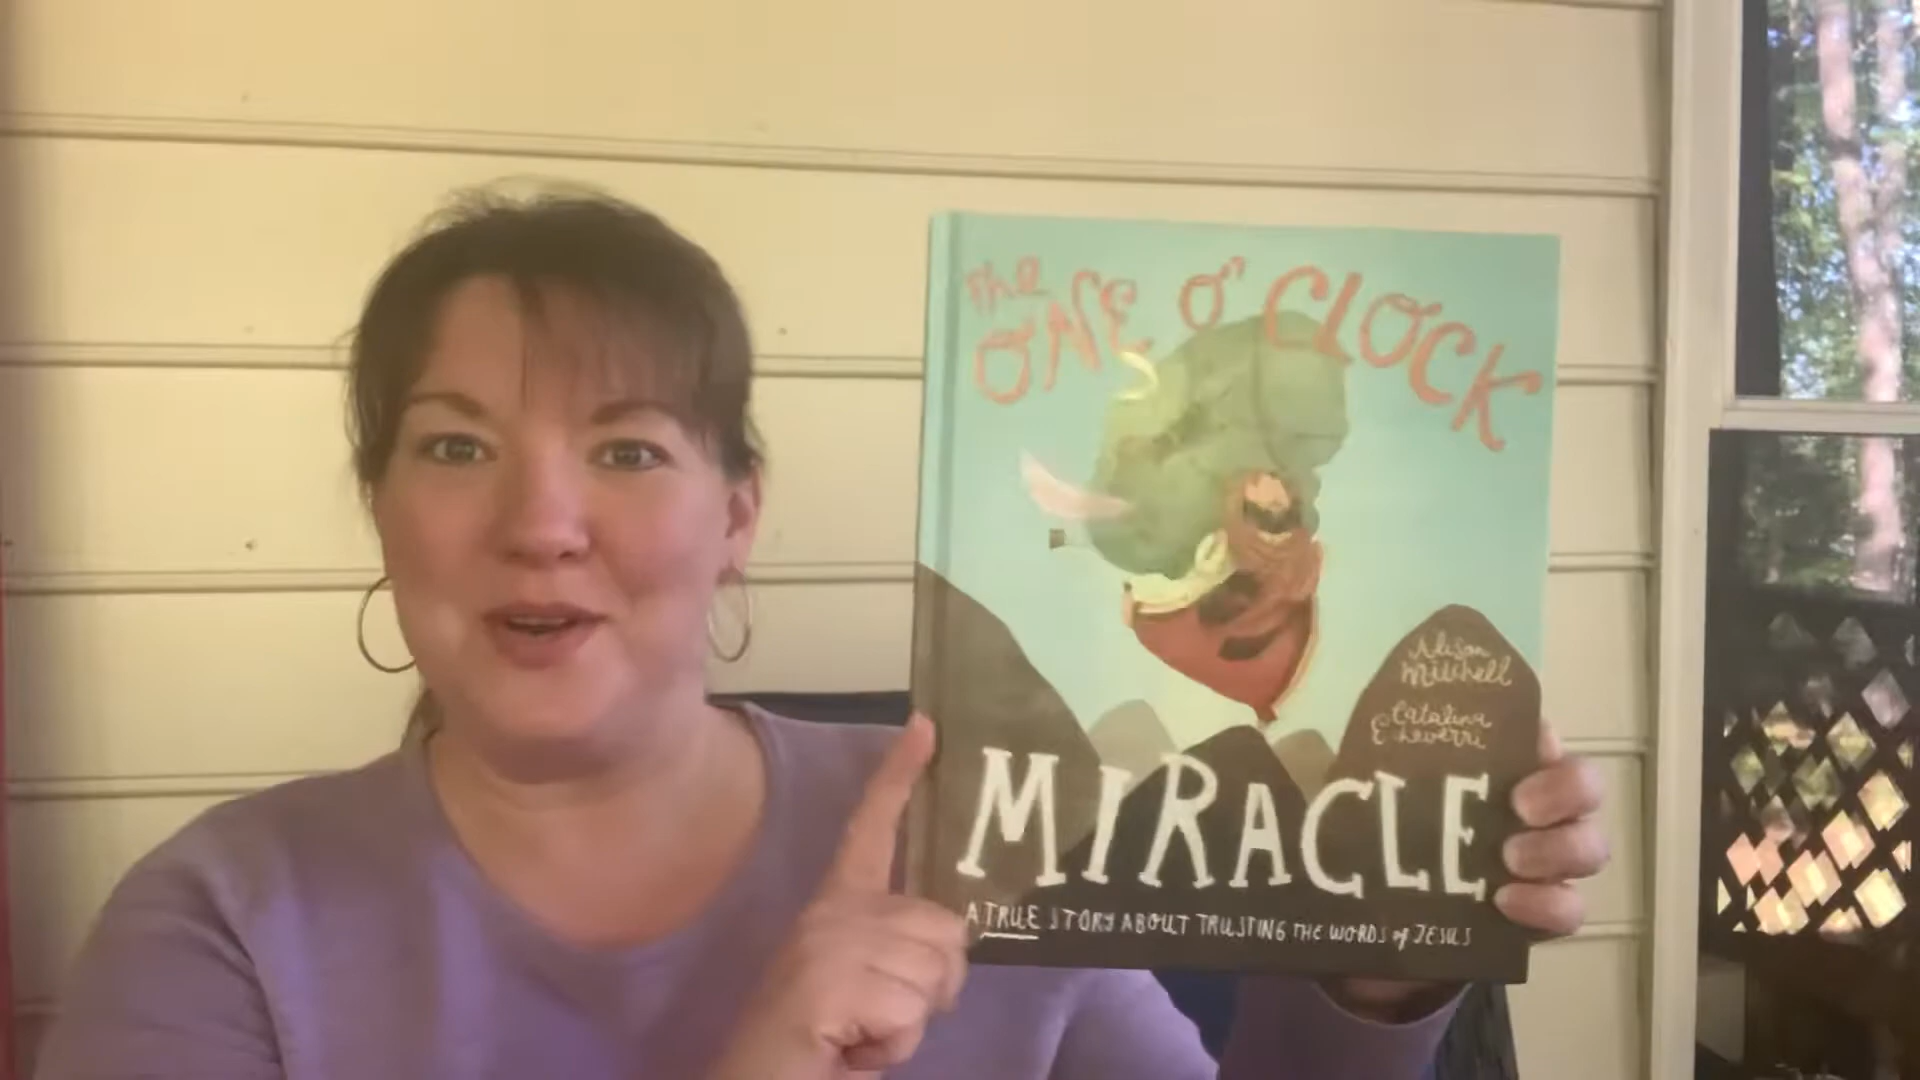 The
ONE O' CLOCK
Alison
Mitchell
Catalina
Echeverri
MIRACLE
A TRUE STORY ABOUT TRUSTING THE WORDS of JESUS